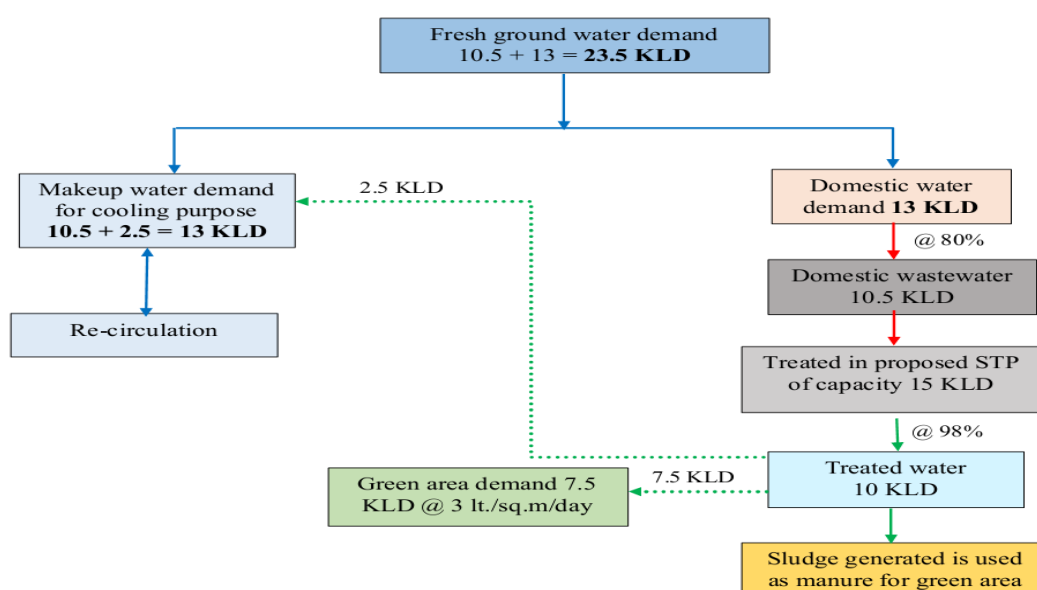 Fresh ground water demand
10.5 + 13 = 23.5 KLD
2.5 KLD
Makeup water demand
for cooling purpose
10.5 + 2.5 = 13 KLD
Domestic water
demand 13 KLD
@ 80%
Domestic wastewater
10.5 KLD
Re-circulation
Treated in proposed STP
of capacity 15 KLD
@ 98%
Treated water
10 KLD
7.5 KLD
Green area demand 7.5
KLD @ 3 lt./sq.m/day
Sludge generated is used
as manure for green area